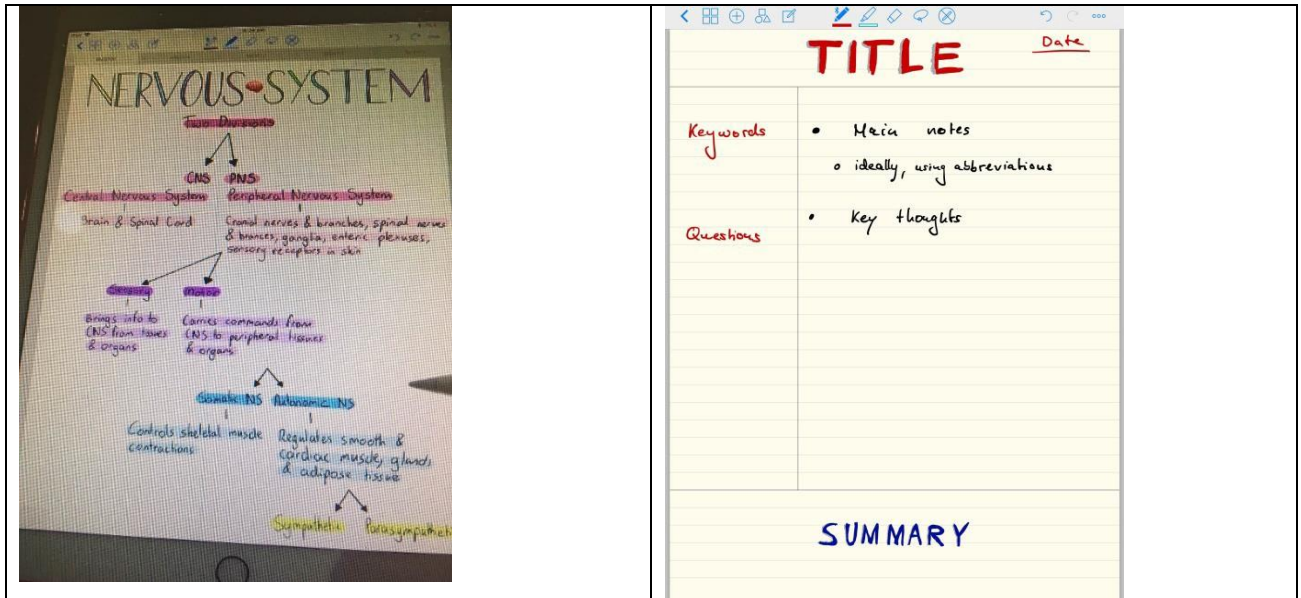 NERVOUS SYSTEM
Two Divisions
CNS PNS
Central Nervous System Peripheral Nervous System
Brain & Spinal Cord
Cranial nerves & branches, spinal nerves
& brances, ganglia, enteric plexuses,
sensory receptors in skin
Sensory Motor
Brings info to
CNS from tissues
& organs
Carries commands from
CNS to peripheral tissues
& organs
Somatic NS Autonomic NS
Controls skeletal muscle
contractions
Regulates smooth &
cardiac muscle, glands
& adipose tissue
Sympathetic Parasympathetic
TITLE
Date
Keywords
Questions
• Main notes
o ideally, using abbreviations
• Key thoughts
SUMMARY